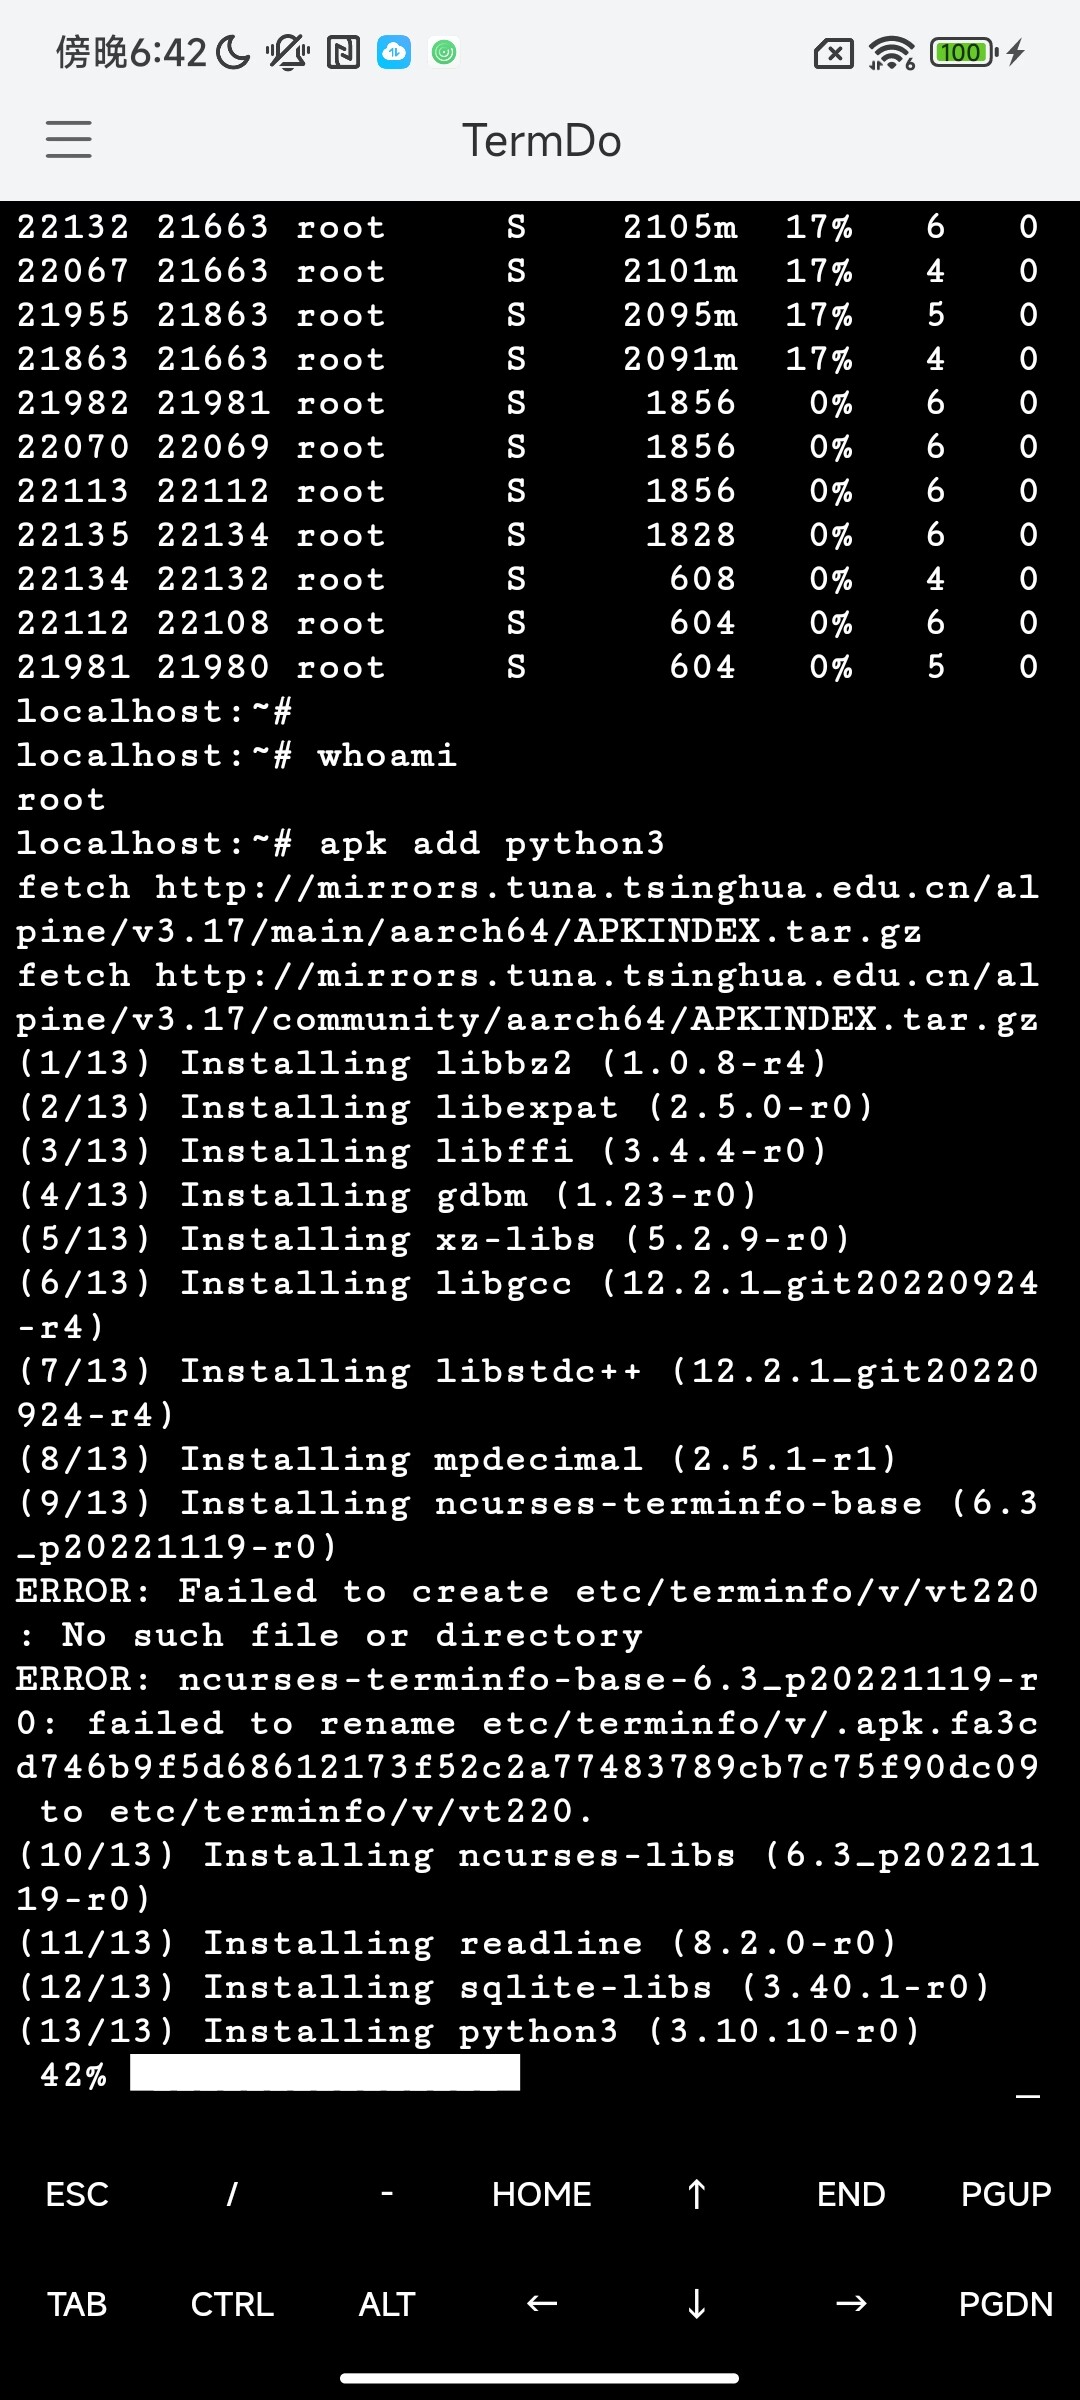 傍晚6:42
100
TermDo
22132 21663 root S 2105m 17% 6 0
22067 21663 root S 2101m 17% 4 0
21955 21863 root S 2095m 17% 5 0
21863 21663 root S 2091m 17% 4 0
21982 21981 root S 1856 0% 6 0
22070 22069 root S 1856 0% 6 0
22113 22112 root S 1856 0% 6 0
22135 22134 root S 1828 0% 6 0
22134 22132 root S 608 0% 4 0
22112 22108 root S 604 0% 6 0
21981 21980 root S 604 0% 5 0
localhost:~#
localhost:~# whoami
root
localhost:~# apk add python3
fetch http://mirrors.tuna.tsinghua.edu.cn/al
pine/v3.17/main/aarch64/APKINDEX.tar.gz
fetch http://mirrors.tuna.tsinghua.edu.cn/al
pine/v3.17/community/aarch64/APKINDEX.tar.gz
(1/13) Installing libbz2 (1.0.8-r4)
(2/13) Installing libexpat (2.5.0-r0)
(3/13) Installing libffi (3.4.4-r0)
(4/13) Installing gdbm (1.23-r0)
(5/13) Installing xz-libs (5.2.9-r0)
(6/13) Installing libgcc (12.2.1_git20220924
-r4)
(7/13) Installing libstdc++ (12.2.1_git20220
924-r4)
(8/13) Installing mpdecimal (2.5.1-r1)
(9/13) Installing ncurses-terminfo-base (6.3
_p20221119-r0)
ERROR: Failed to create etc/terminfo/v/vt220
: No such file or directory
ERROR: ncurses-terminfo-base-6.3_p20221119-r
0: failed to rename etc/terminfo/v/.apk.fa3c
d746b9f5d68612173f52c2a77483789cb7c75f90dc09
 to etc/terminfo/v/vt220.
(10/13) Installing ncurses-libs (6.3_p202211
19-r0)
(11/13) Installing readline (8.2.0-r0)
(12/13) Installing sqlite-libs (3.40.1-r0)
(13/13) Installing python3 (3.10.10-r0)
 42%
ESC / - HOME ↑ END PGUP
TAB CTRL ALT ← ↓ → PGDN